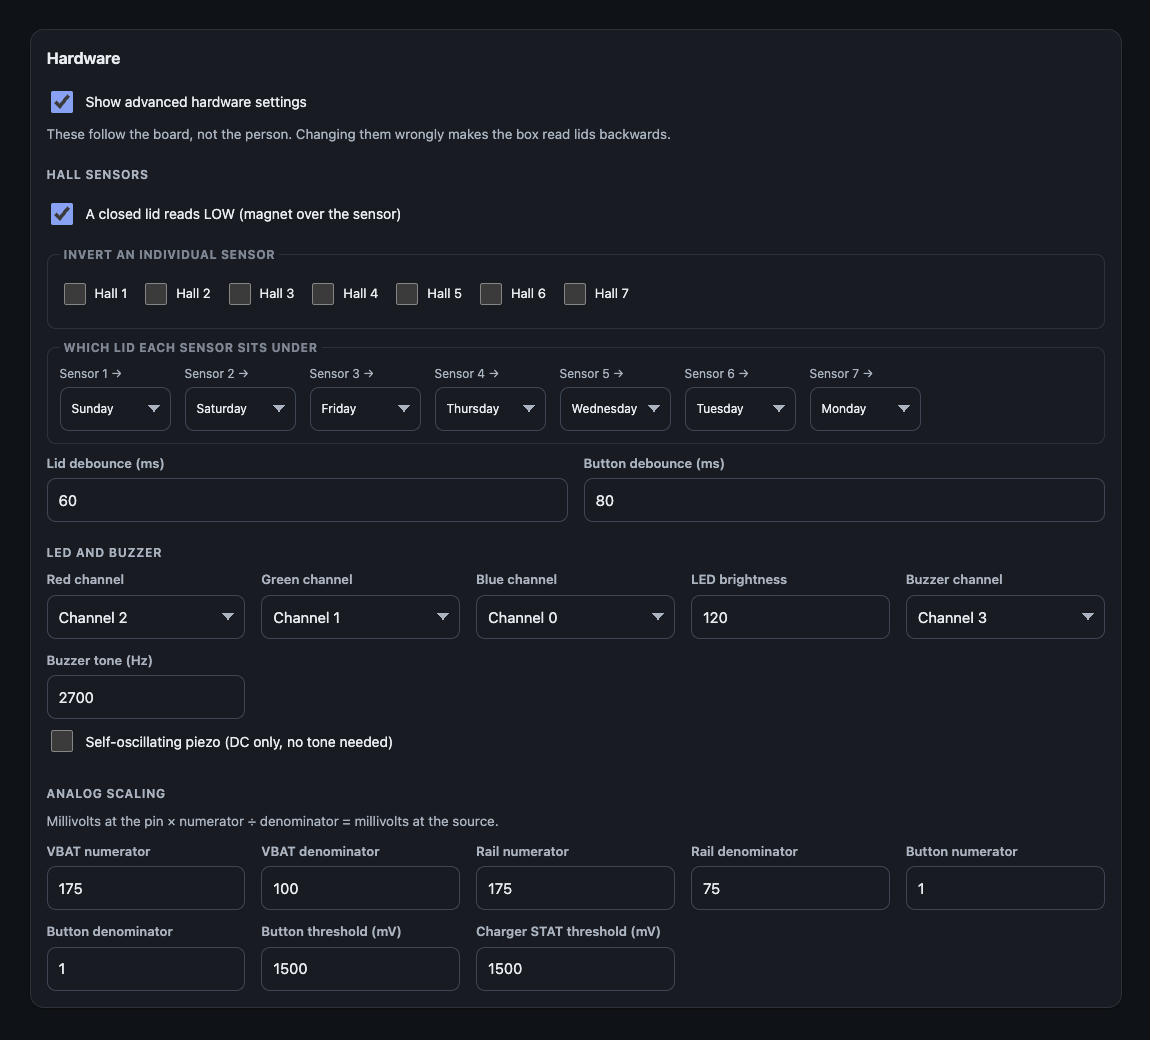 Hardware
Show advanced hardware settings
These follow the board, not the person. Changing them wrongly makes the box read lids backwards.
HALL SENSORS
A closed lid reads LOW (magnet over the sensor)
INVERT AN INDIVIDUAL SENSOR
Hall 1 Hall 2 Hall 3 Hall 4 Hall 5 Hall 6 Hall 7
WHICH LID EACH SENSOR SITS UNDER
Sensor 1 → Sensor 2 → Sensor 3 → Sensor 4 → Sensor 5 → Sensor 6 → Sensor 7 →
Sunday Saturday Friday Thursday Wednesday Tuesday Monday
Lid debounce (ms) Button debounce (ms)
60 80
LED AND BUZZER
Red channel Green channel Blue channel LED brightness Buzzer channel
Channel 2 Channel 1 Channel 0 120 Channel 3
Buzzer tone (Hz)
2700
Self-oscillating piezo (DC only, no tone needed)
ANALOG SCALING
Millivolts at the pin × numerator ÷ denominator = millivolts at the source.
VBAT numerator VBAT denominator Rail numerator Rail denominator Button numerator
175 100 175 75 1
Button denominator Button threshold (mV) Charger STAT threshold (mV)
1 1500 1500